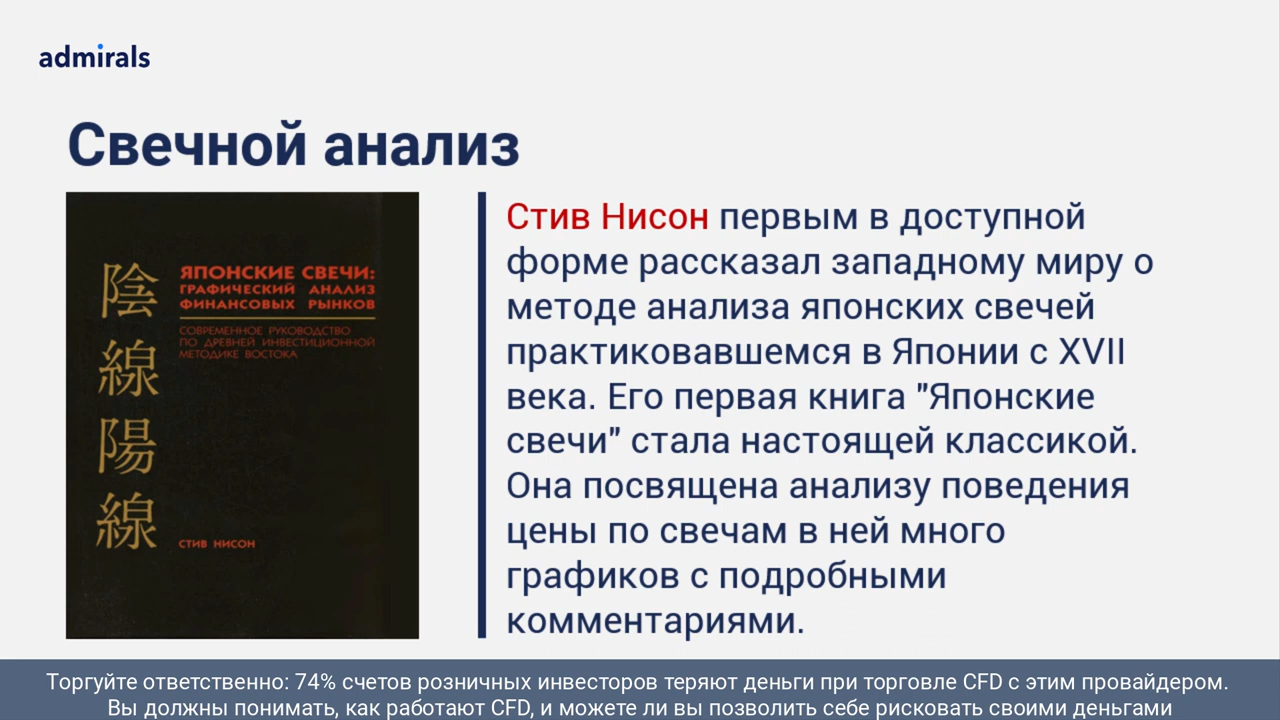 admirals
Свечной анализ
陰
線
陽
線
ЯПОНСКИЕ СВЕЧИ:
ГРАФИЧЕСКИЙ АНАЛИЗ
ФИНАНСОВЫХ РЫНКОВ
СОВРЕМЕННОЕ РУКОВОДСТВО
ПО ДРЕВНЕЙ ИНВЕСТИЦИОННОЙ
МЕТОДИКЕ ВОСТОКА
СТИВ НИСОН
Стив Нисон первым в доступной
форме рассказал западному миру о
методе анализа японских свечей
практиковавшемся в Японии с XVII
века. Его первая книга "Японские
свечи" стала настоящей классикой.
Она посвящена анализу поведения
цены по свечам в ней много
графиков с подробными
комментариями.
Торгуйте ответственно: 74% счетов розничных инвесторов теряют деньги при торговле CFD с этим провайдером.
Вы должны понимать, как работают CFD, и можете ли вы позволить себе рисковать своими деньгами